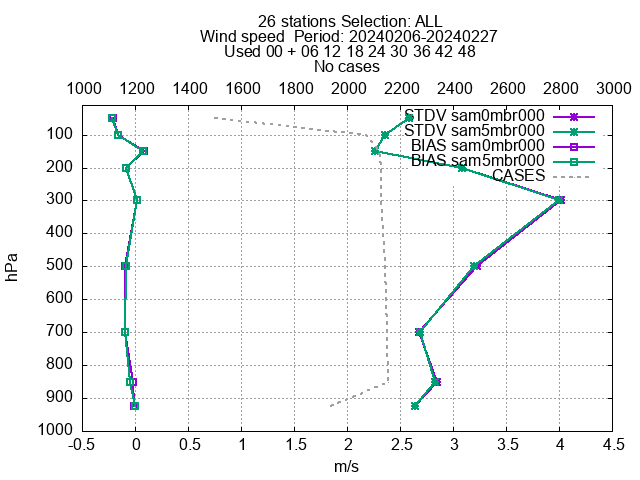 26 stations Selection: ALL
Wind speed  Period: 20240206-20240227
Used 00 + 06 12 18 24 30 36 42 48
No cases
1000 1200 1400 1600 1800 2000 2200 2400 2600 2800 3000
STDV sam0mbr000
STDV sam5mbr000
BIAS sam0mbr000
BIAS sam5mbr000
CASES
100
200
300
400
500
600
700
800
900
1000
hPa
-0.5 0 0.5 1 1.5 2 2.5 3 3.5 4 4.5
m/s